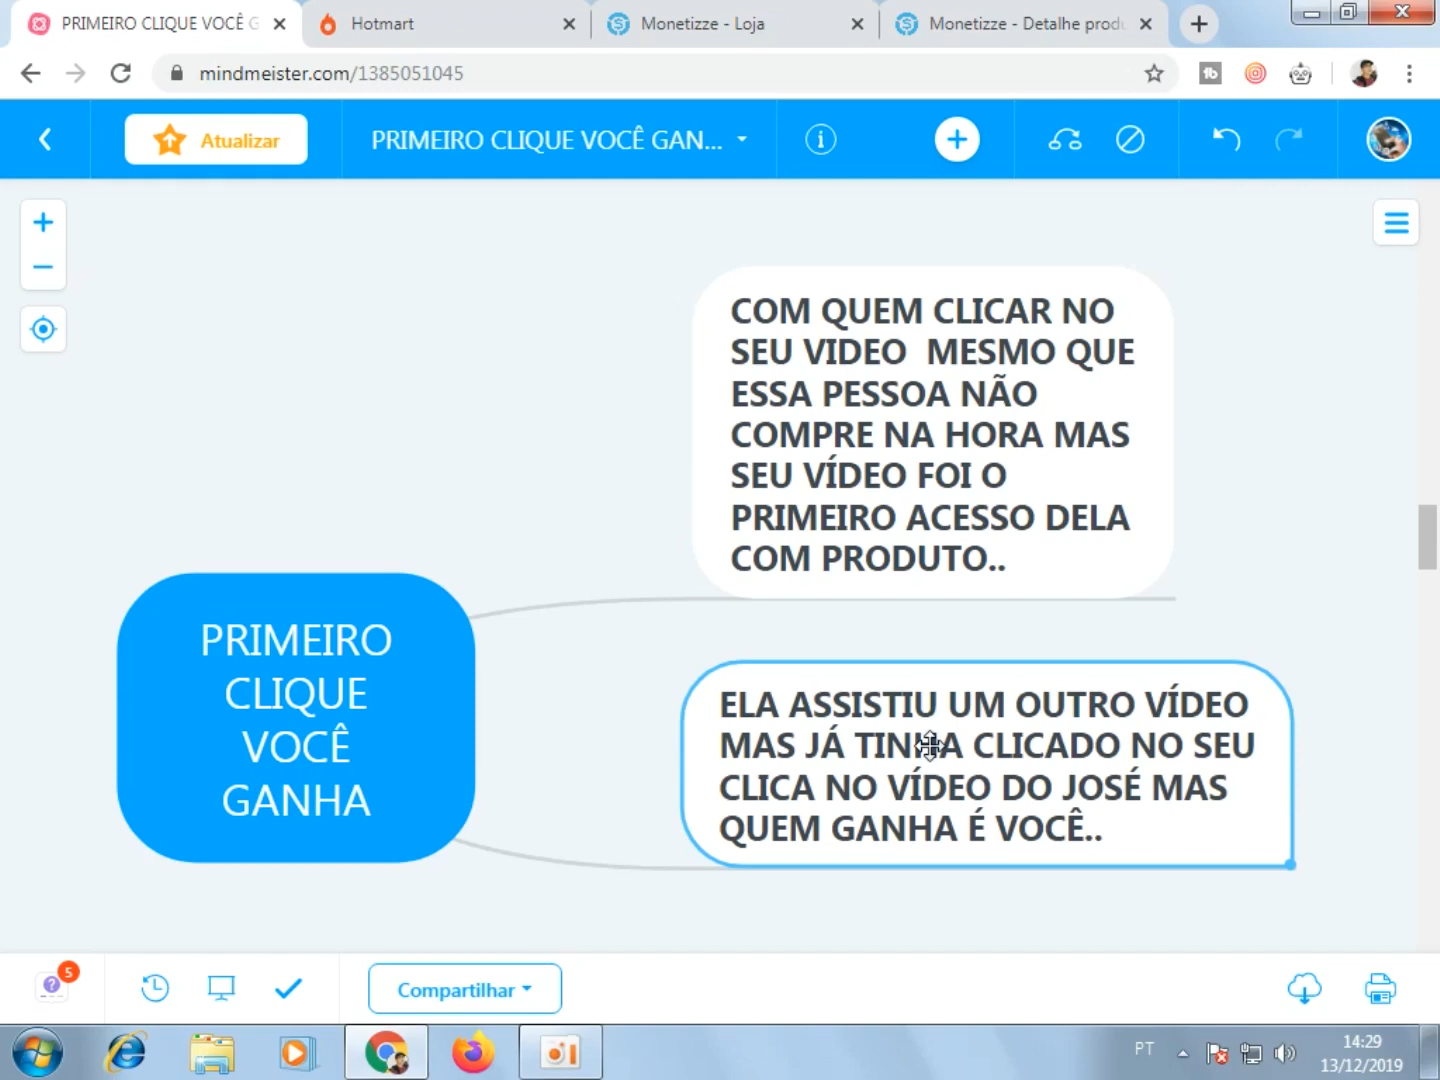 PRIMEIRO CLIQUE VOCÊ G
Hotmart
Monetizze - Loja
Monetizze - Detalhe produ
mindmeister.com/1385051045
Atualizar
PRIMEIRO CLIQUE VOCÊ GAN...
COM QUEM CLICAR NO
SEU VIDEO MESMO QUE
ESSA PESSOA NÃO
COMPRE NA HORA MAS
SEU VÍDEO FOI O
PRIMEIRO ACESSO DELA
COM PRODUTO..
PRIMEIRO
CLIQUE
VOCÊ
GANHA
ELA ASSISTIU UM OUTRO VÍDEO
MAS JÁ TINHA CLICADO NO SEU
CLICA NO VÍDEO DO JOSÉ MAS
QUEM GANHA É VOCÊ..
5
Compartilhar
PT
14:29
13/12/2019